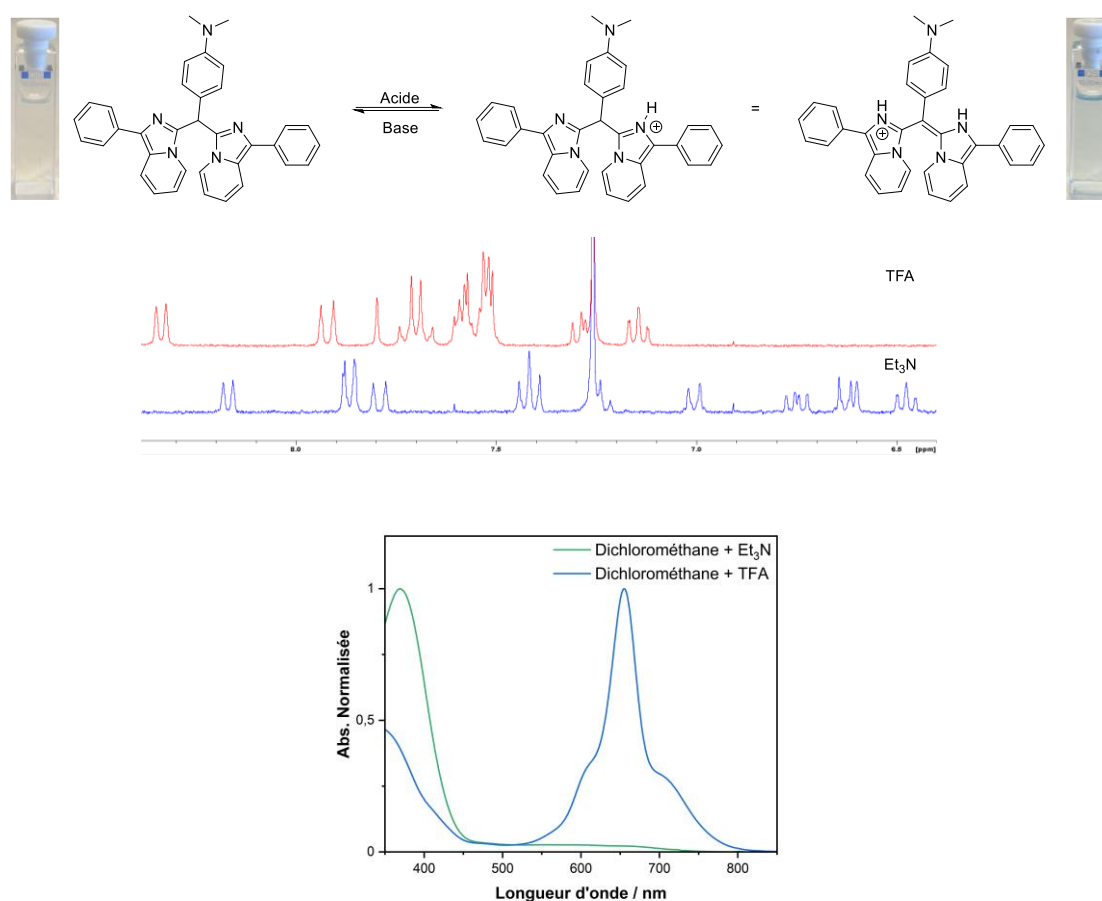 N
Acide
Base
N
N
N
N
N
H
N
N
N
N
=
N
H
N
N
H
N
N
TFA
Et₃N
8.0 7.5 7.0 6.5 [ppm]
Dichlorométhane + Et₃N
Dichlorométhane + TFA
Abs. Normalisée
1
0,5
0
400 500 600 700 800
Longueur d'onde / nm